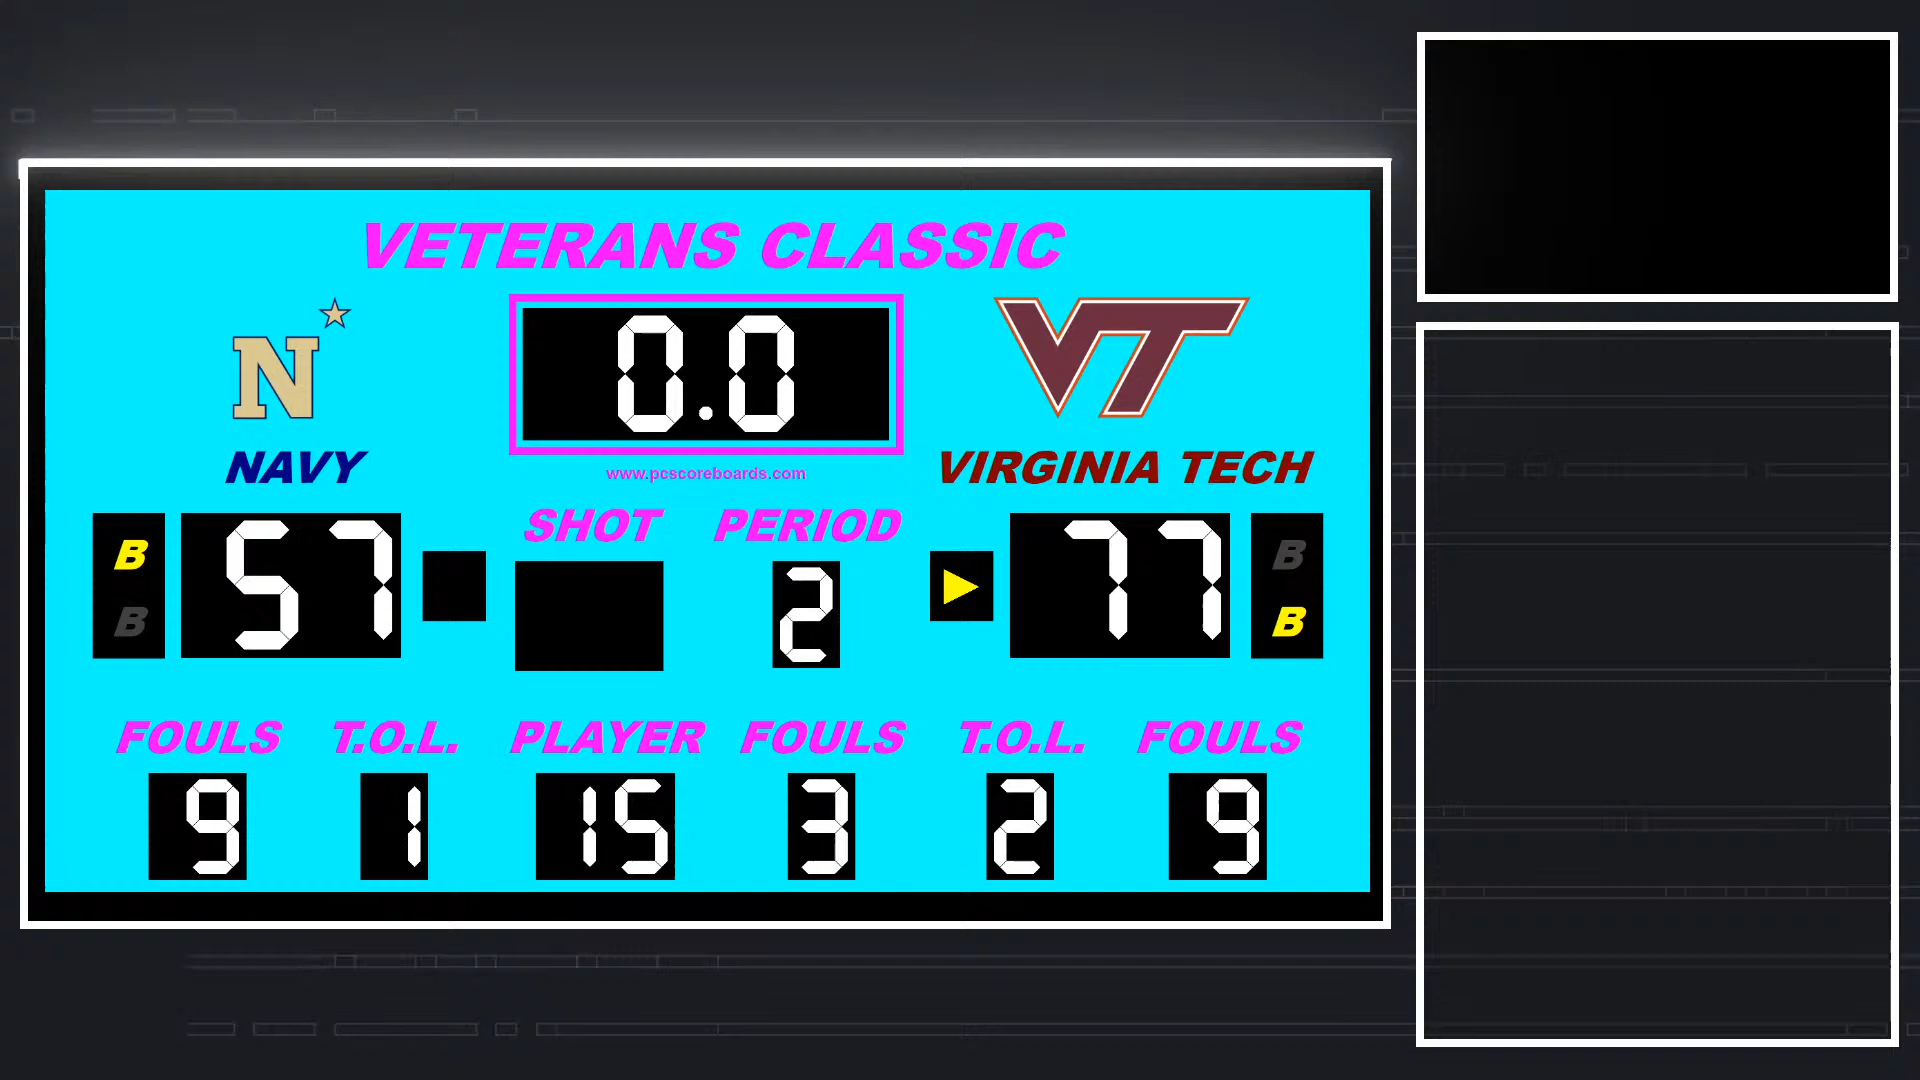 VETERANS CLASSIC
N
0.0
VT
NAVY
www.pcscoreboards.com
VIRGINIA TECH
SHOT
PERIOD
B
B
57
2
77
B
B
FOULS
T.O.L.
PLAYER
FOULS
T.O.L.
FOULS
9
1
15
3
2
9